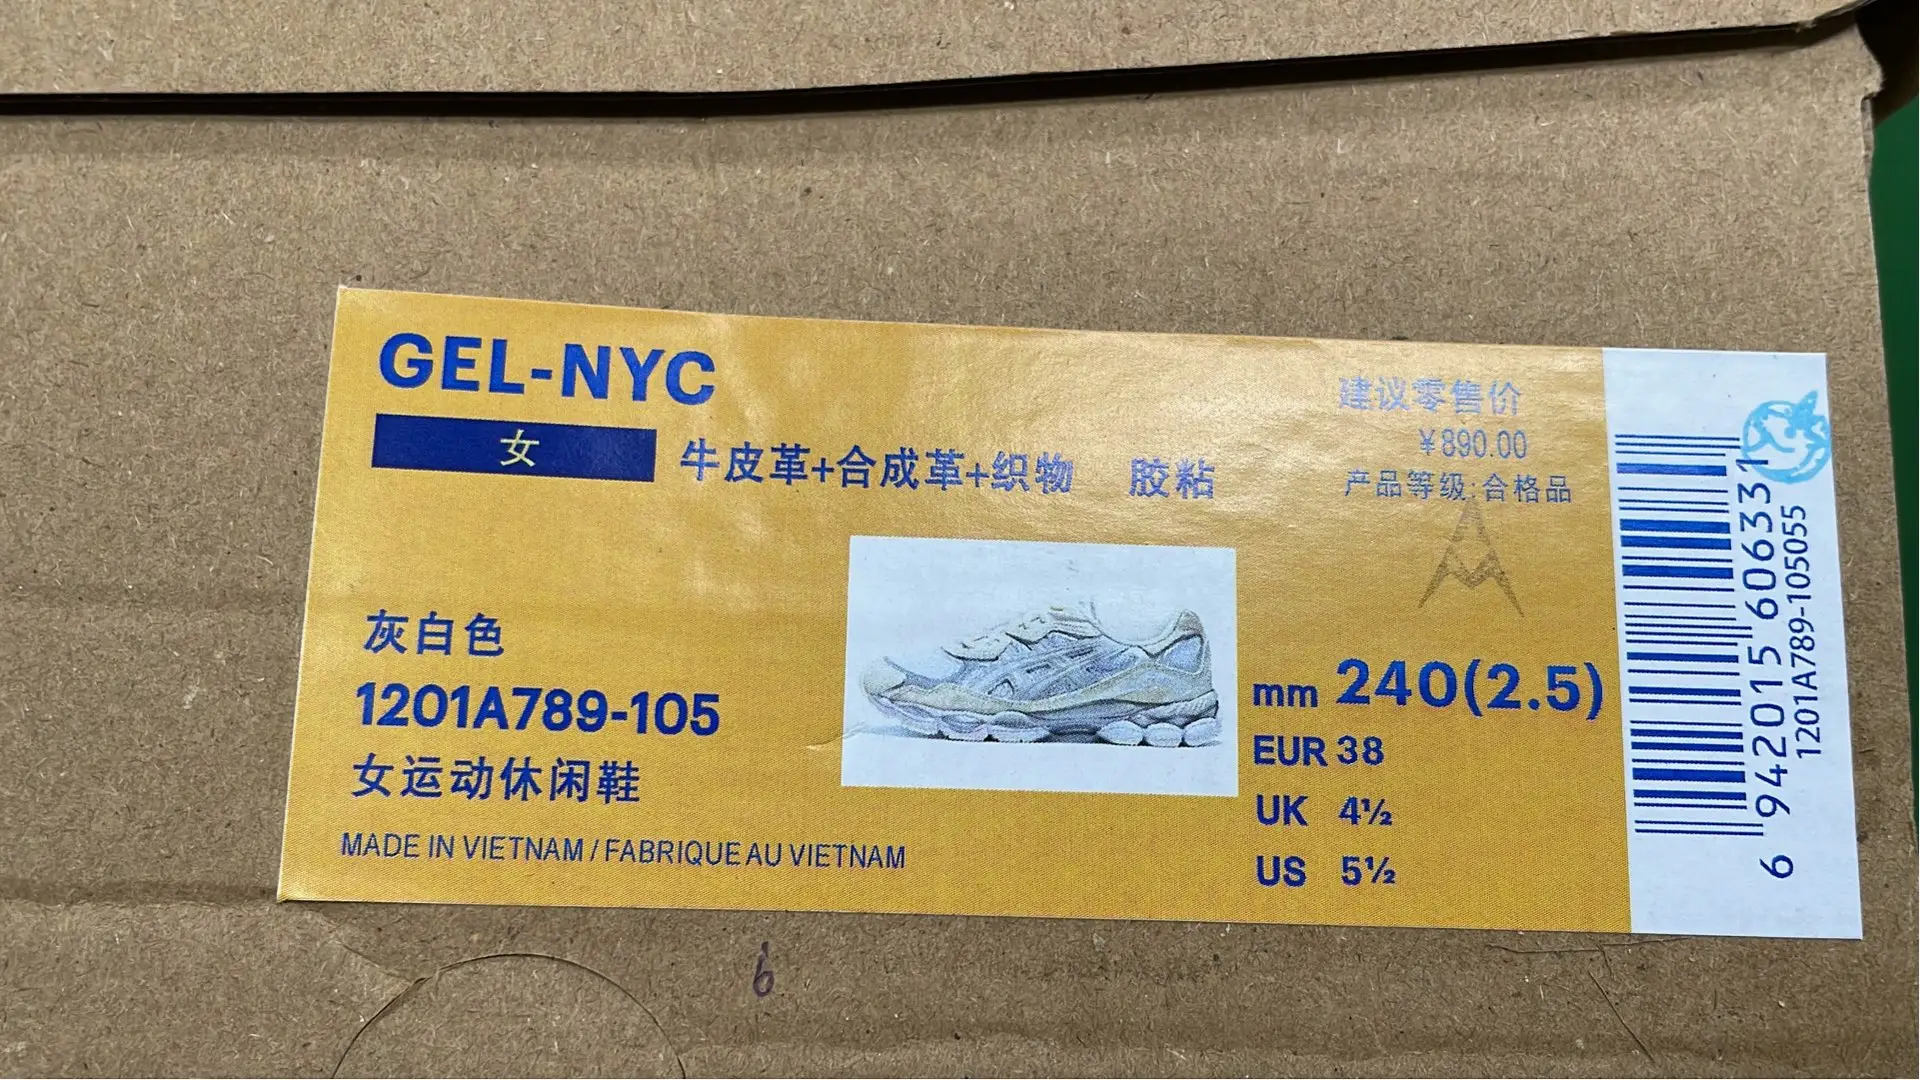 GEL-NYC
女
牛皮革+合成革+织物 胶粘
建议零售价
¥890.00
产品等级:合格品
灰白色
1201A789-105
女运动休闲鞋
MADE IN VIETNAM / FABRIQUE AU VIETNAM
mm 240(2.5)
EUR 38
UK 4½
US 5½
6 942015 606331
1201A789-105055
6